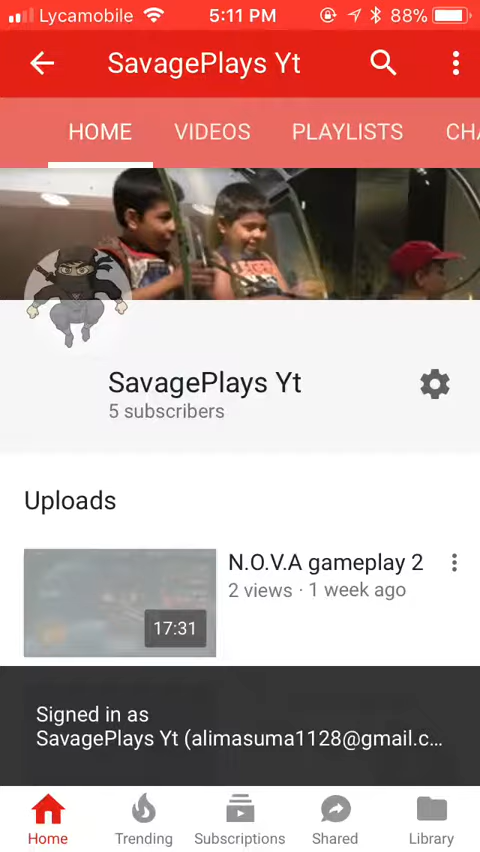 Lycamobile 5:11 PM 88%
SavagePlays Yt
HOME VIDEOS PLAYLISTS CHA
SavagePlays Yt
5 subscribers
Uploads
N.O.V.A gameplay 2
2 views · 1 week ago
17:31
Signed in as
SavagePlays Yt (alimasuma1128@gmail.c...
Home Trending Subscriptions Shared Library